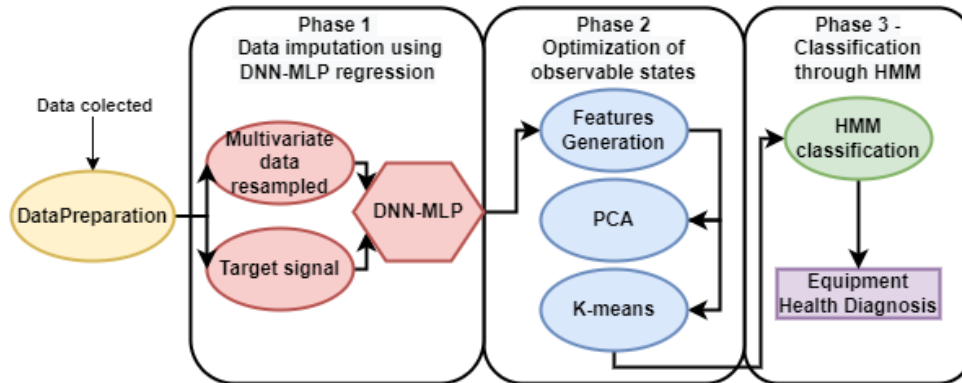 Data colected
DataPreparation
Phase 1
Data imputation using
DNN-MLP regression
Multivariate
data
resampled
Target signal
DNN-MLP
Phase 2
Optimization of
observable states
Features
Generation
PCA
K-means
Phase 3 -
Classification
through HMM
HMM
classification
Equipment
Health Diagnosis